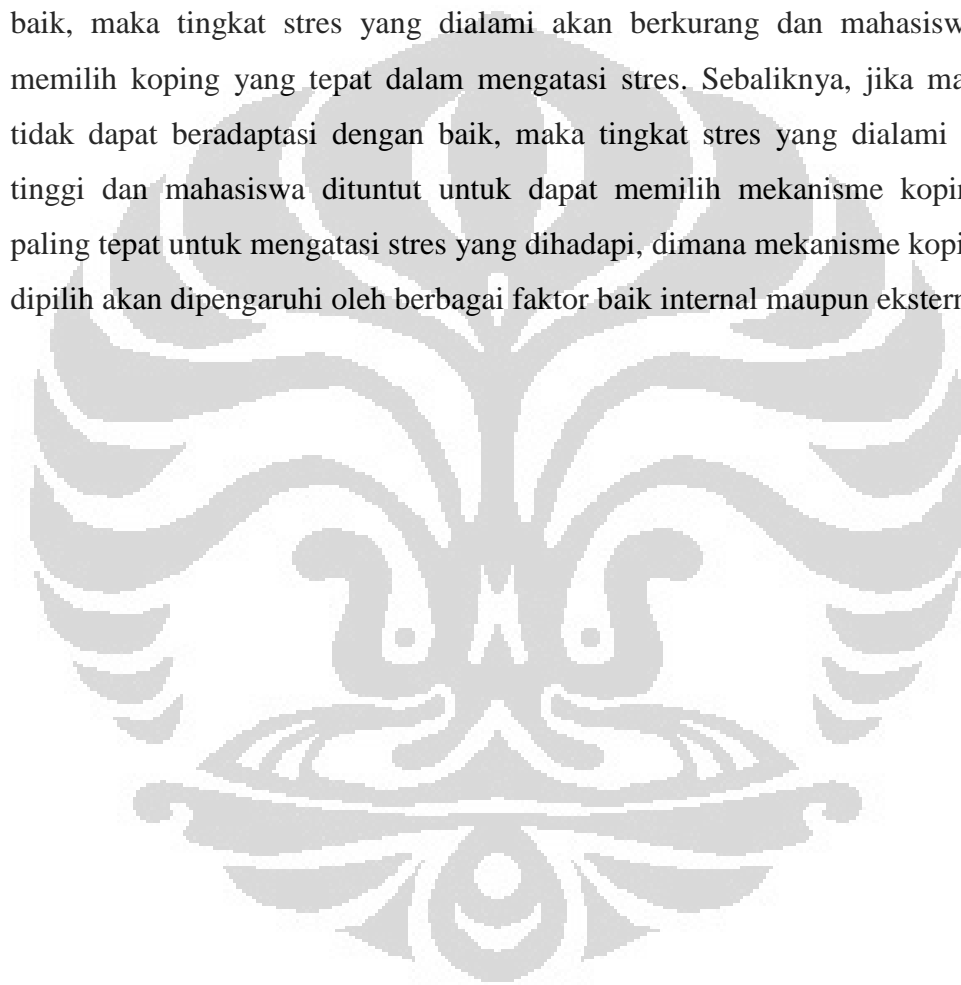 baik, maka tingkat stres yang dialami akan berkurang dan mahasisw
memilih koping yang tepat dalam mengatasi stres. Sebaliknya, jika ma
tidak dapat beradaptasi dengan baik, maka tingkat stres yang dialami
tinggi dan mahasiswa dituntut untuk dapat memilih mekanisme kopin
paling tepat untuk mengatasi stres yang dihadapi, dimana mekanisme kopi
dipilih akan dipengaruhi oleh berbagai faktor baik internal maupun ekstern